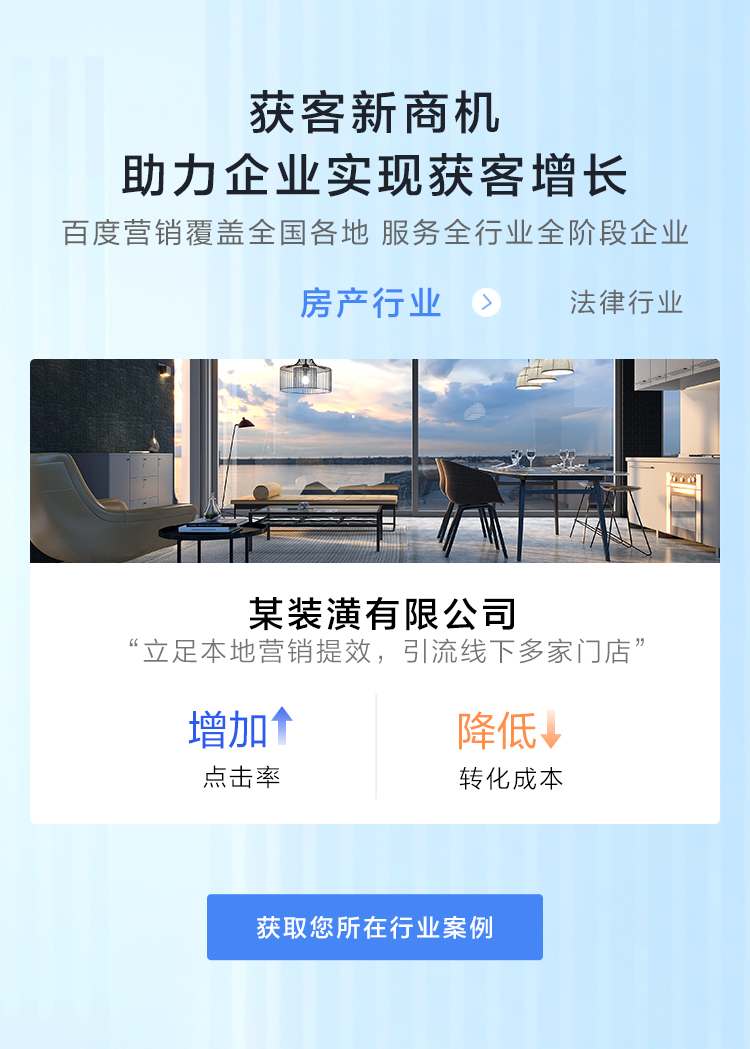 获客新商机
助力企业实现获客增长
百度营销覆盖全国各地 服务全行业全阶段企业
房产行业
法律行业
某装潢有限公司
“立足本地营销提效，引流线下多家门店”
增加
降低
点击率
转化成本
获取您所在行业案例